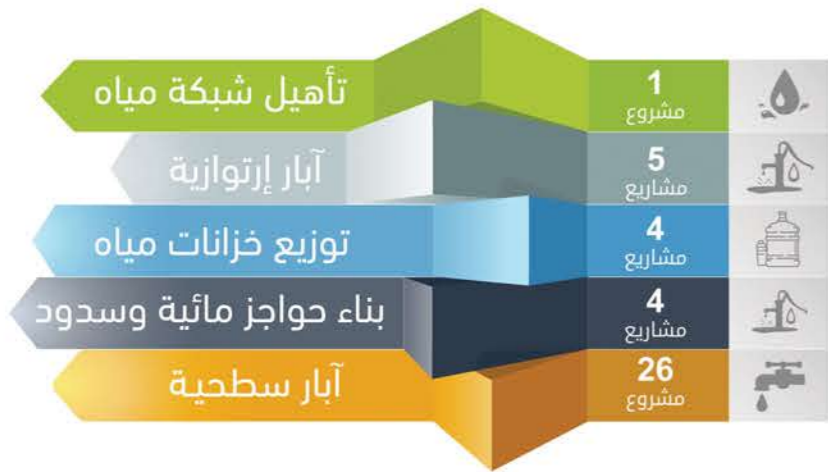 1
مشروع
تأهيل شبكة مياه
5
مشاريع
آبار إرتوازية
4
مشاريع
توزيع خزانات مياه
4
مشاريع
بناء حواجز مائية وسدود
26
مشروع
آبار سطحية